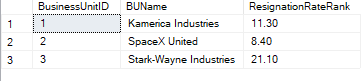 BusinessUnitID BUName ResignationRateRank
1 1 Kamerica Industries 11.30
2 2 SpaceX United 8.40
3 3 Stark-Wayne Industries 21.10